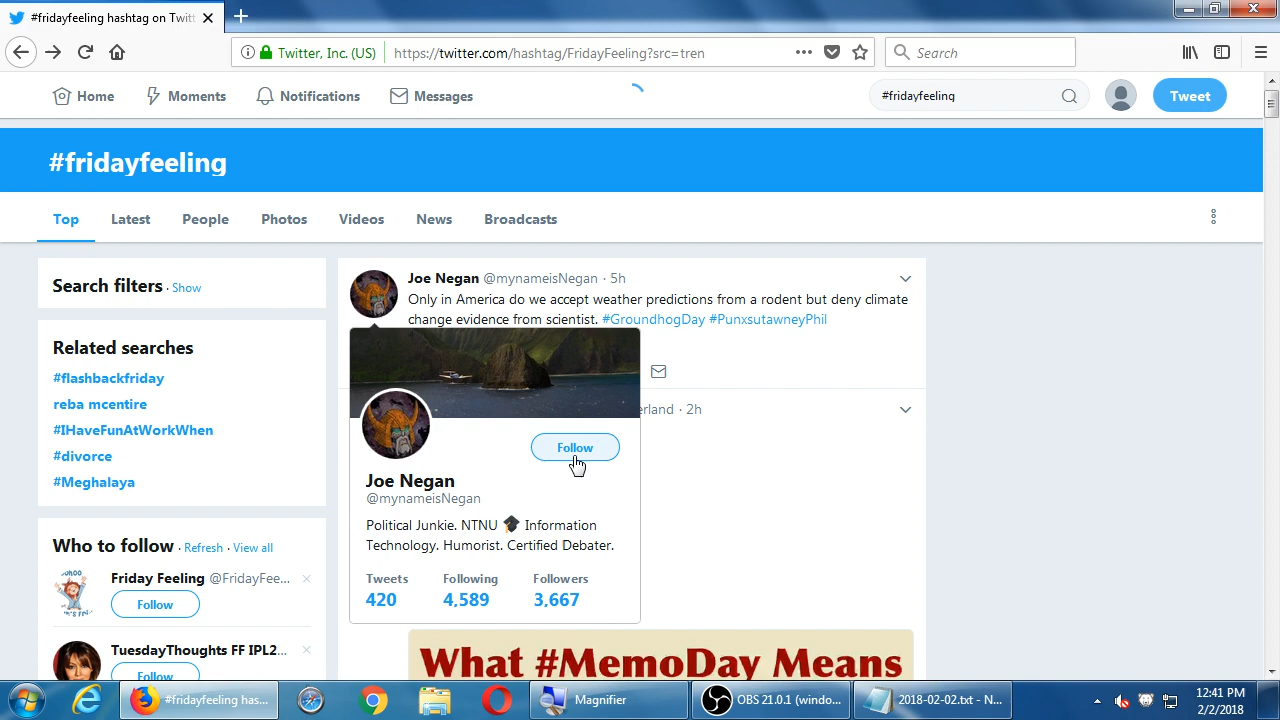 #fridayfeeling hashtag on Twitt
Twitter, Inc. (US)
https://twitter.com/hashtag/FridayFeeling?src=tren
Search
Home
Moments
Notifications
Messages
#fridayfeeling
Tweet
#fridayfeeling
Top
Latest
People
Photos
Videos
News
Broadcasts
Search filters · Show
Related searches
#flashbackfriday
reba mcentire
#IHaveFunAtWorkWhen
#divorce
#Meghalaya
Who to follow · Refresh · View all
Friday Feeling @FridayFee...
Follow
TuesdayThoughts FF IPL2...
Follow
Joe Negan @mynameisNegan · 5h
Only in America do we accept weather predictions from a rodent but deny climate
change evidence from scientist. #GroundhogDay #PunxsutawneyPhil
erland · 2h
Follow
Joe Negan
@mynameisNegan
Political Junkie. NTNU 🎓 Information
Technology. Humorist. Certified Debater.
Tweets Following Followers
420 4,589 3,667
What #MemoDay Means
#fridayfeeling has...
Magnifier
OBS 21.0.1 (windo...
2018-02-02.txt - N...
12:41 PM
2/2/2018